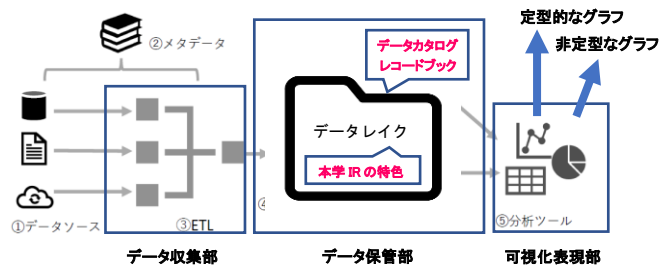 定型的なグラフ
非定型なグラフ
②メタデータ
データカタログ
レコードブック
データレイク
本学 IR の特色
①データソース
③ETL
④
⑤分析ツール
データ収集部
データ保管部
可視化表現部